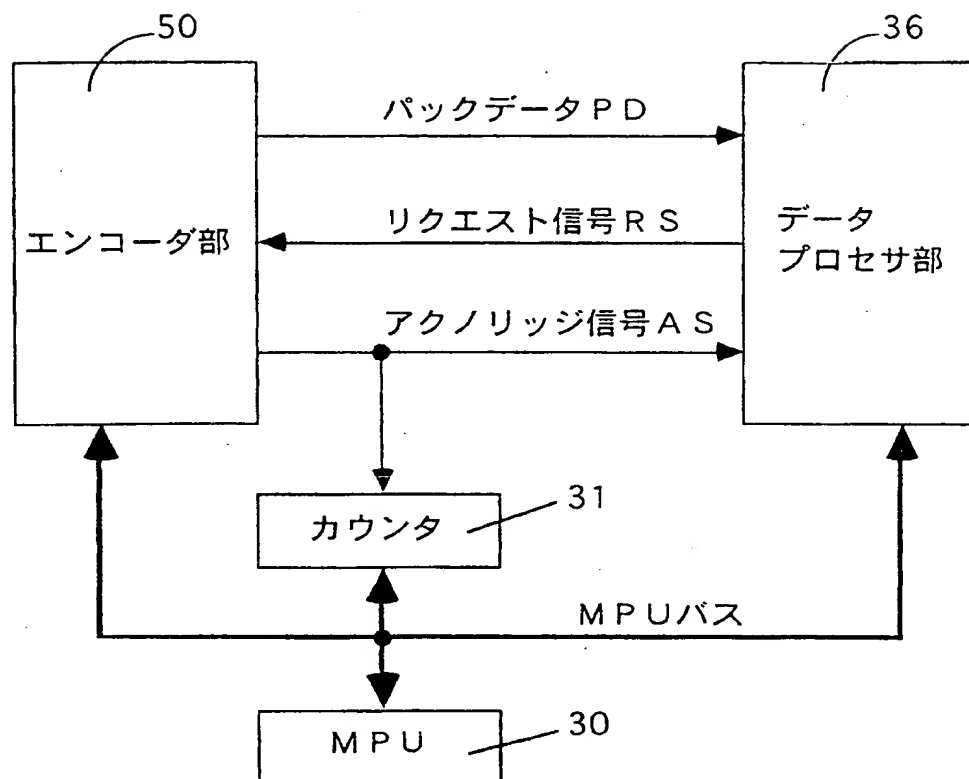 50
36
パックデータPD
リクエスト信号RS
エンコーダ部
データ
プロセサ部
アクノリッジ信号AS
カウンタ
31
MPUバス
MPU
30